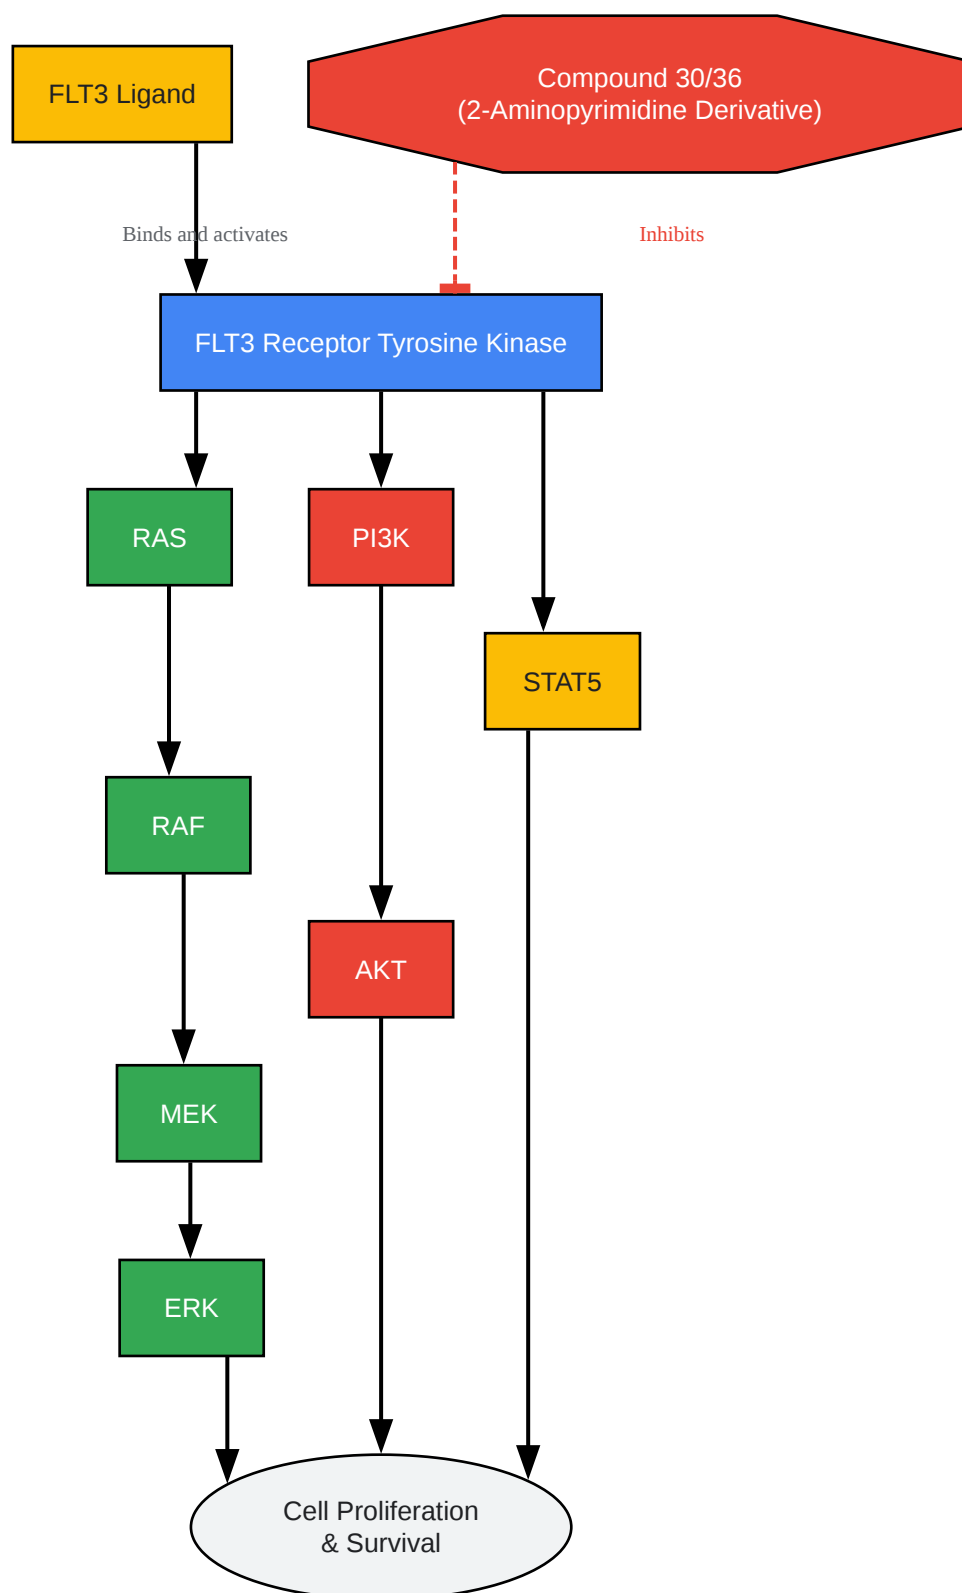 FLT3 Ligand
Compound 30/36
(2-Aminopyrimidine Derivative)
Binds and activates
Inhibits
FLT3 Receptor Tyrosine Kinase
RAS
PI3K
STAT5
RAF
AKT
MEK
ERK
Cell Proliferation
& Survival